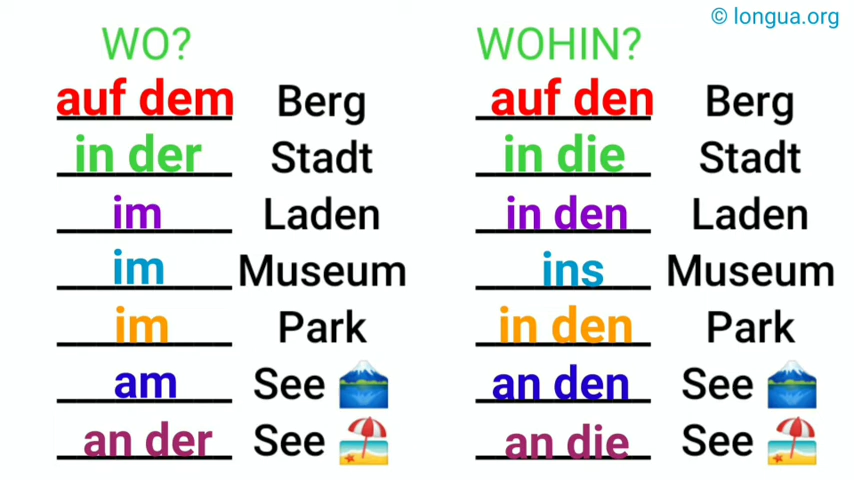 © longua.org
WO? WOHIN?
auf dem Berg auf den Berg
in der Stadt in die Stadt
im Laden in den Laden
im Museum ins Museum
im Park in den Park
am See an den See
an der See an die See